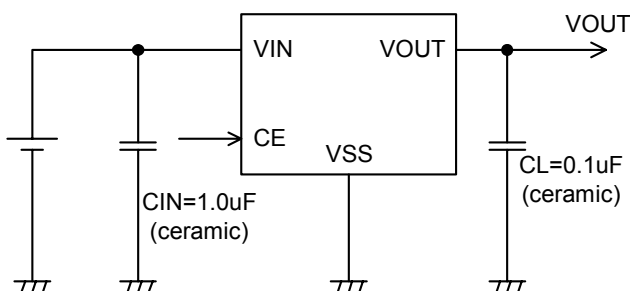 VOUT
VIN
VOUT
CE
VSS
CIN=1.0uF
(ceramic)
CL=0.1uF
(ceramic)